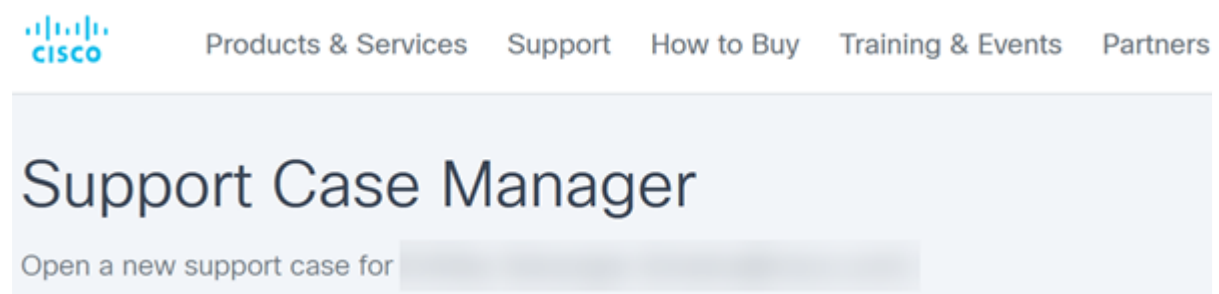 CISCO
Products & Services Support How to Buy Training & Events Partners
Support Case Manager
Open a new support case for